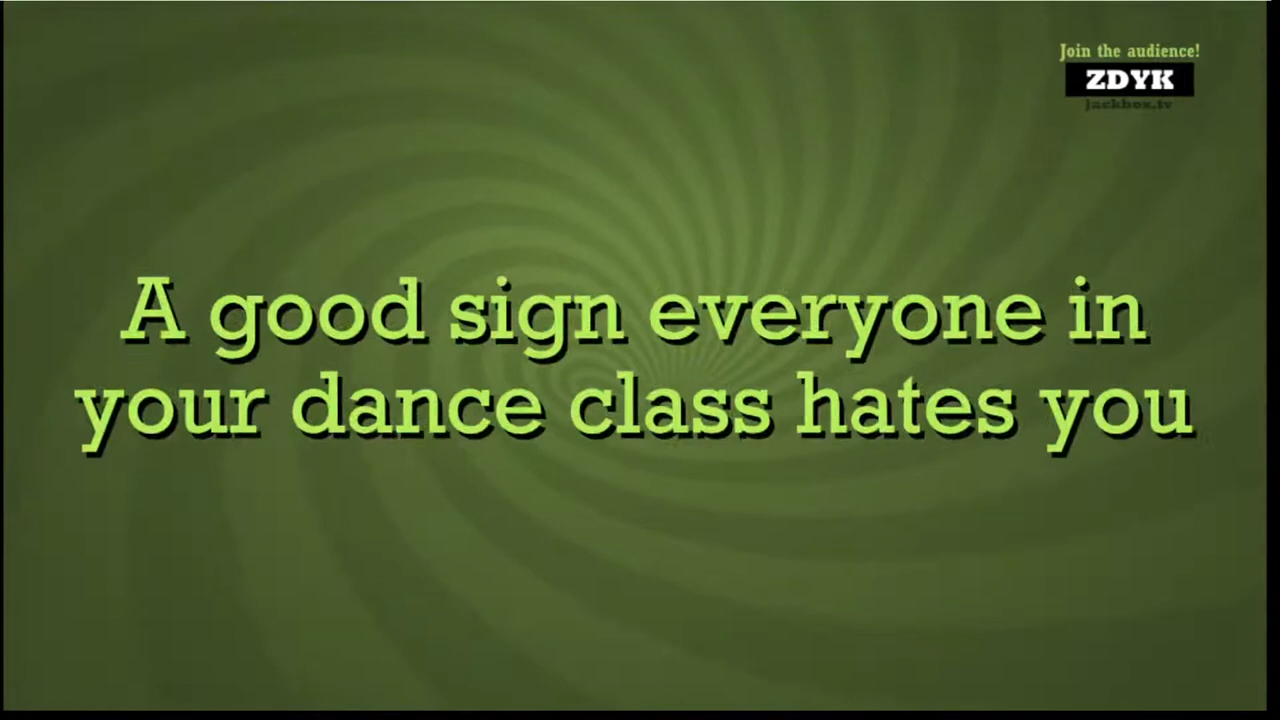 Join the audience!
ZDYK
jackbox.tv
A good sign everyone in
your dance class hates you